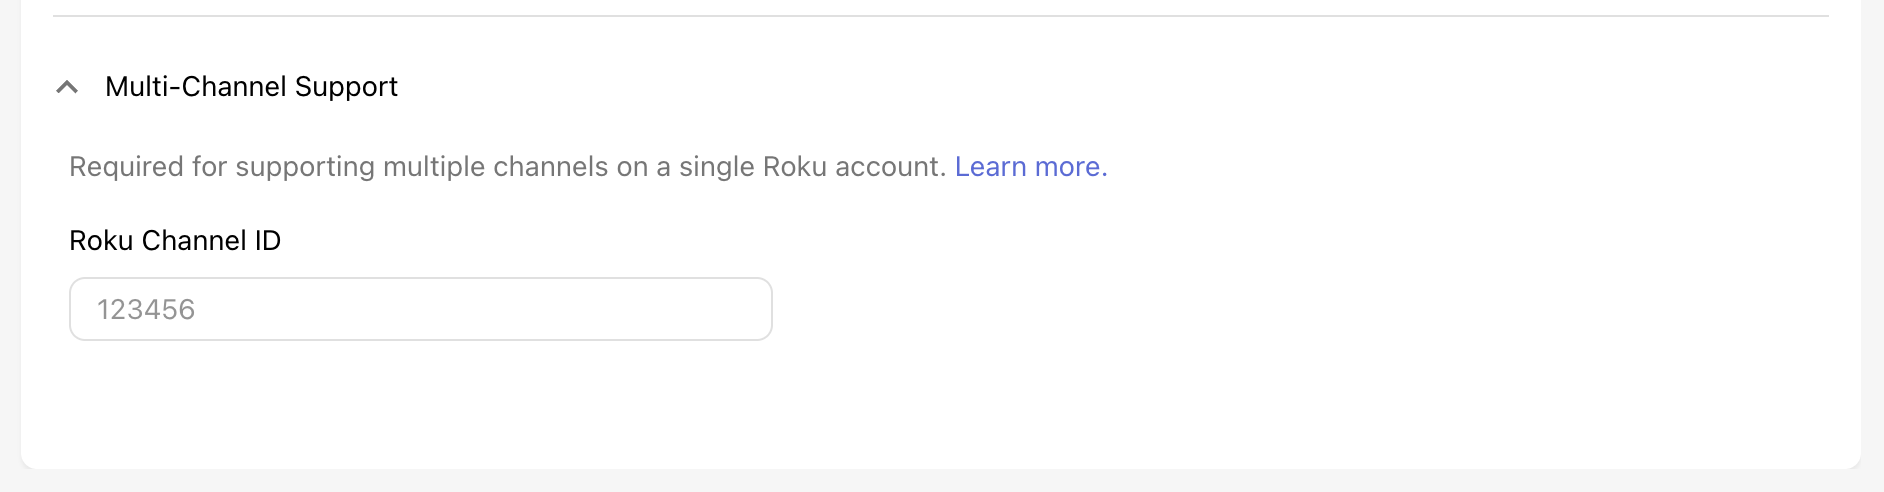 Multi-Channel Support
Required for supporting multiple channels on a single Roku account. Learn more.
Roku Channel ID
123456